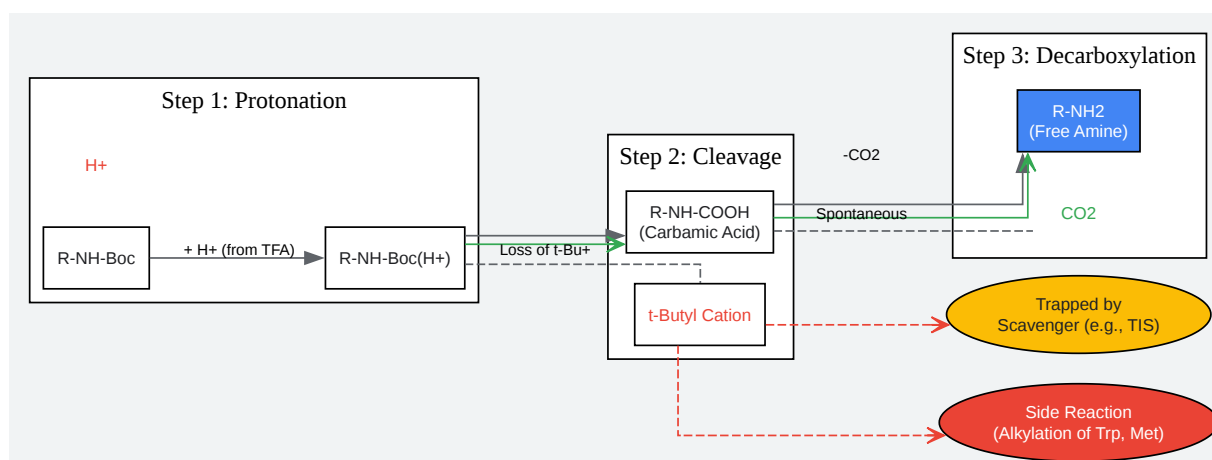 Step 1: Protonation
H+
R-NH-Boc
+ H+ (from TFA)
R-NH-Boc(H+)
Loss of t-Bu+
Step 2: Cleavage
R-NH-COOH
(Carbamic Acid)
t-Butyl Cation
-CO2
Spontaneous
Step 3: Decarboxylation
R-NH2
(Free Amine)
CO2
Trapped by
Scavenger (e.g., TIS)
Side Reaction
(Alkylation of Trp, Met)